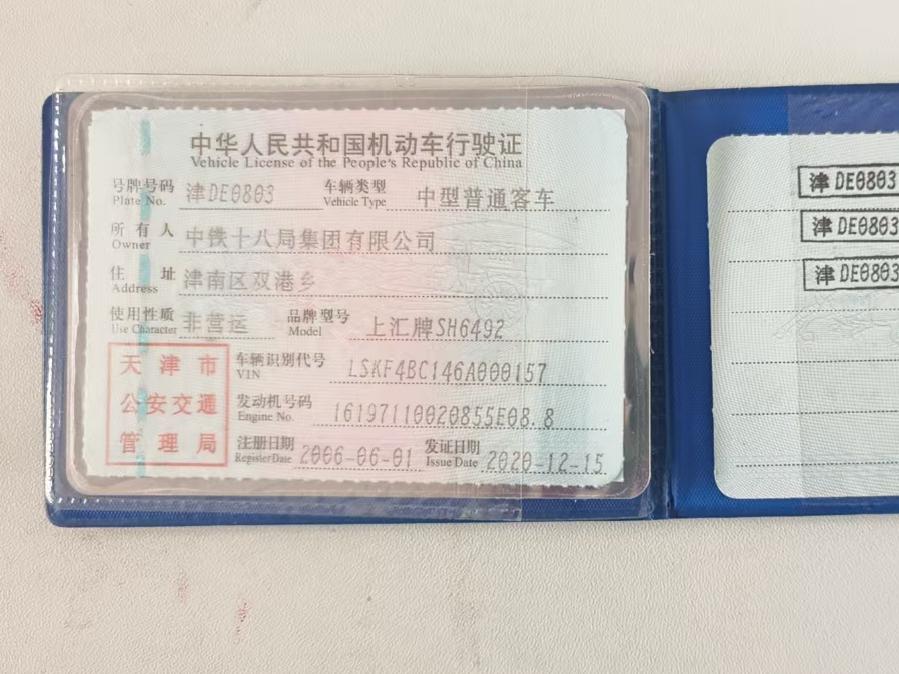 中华人民共和国机动车行驶证
Vehicle License of the People's Republic of China
号牌号码 津DE0803 车辆类型 中型普通客车
Plate No. Vehicle Type
所有人 中铁十八局集团有限公司
Owner
住址 津南区双港乡
Address
使用性质 非营运 品牌型号 上汇牌SH6492
Use Character Model
天津市 车辆识别代号 LSKF4BC146A000157
VIN
公安交通 发动机号码 16197110020855E08.8
Engine No.
管理局 注册日期 2006-06-01 发证日期 2020-12-15
Register Date Issue Date
津DE0803
津DE0803
津DE0803